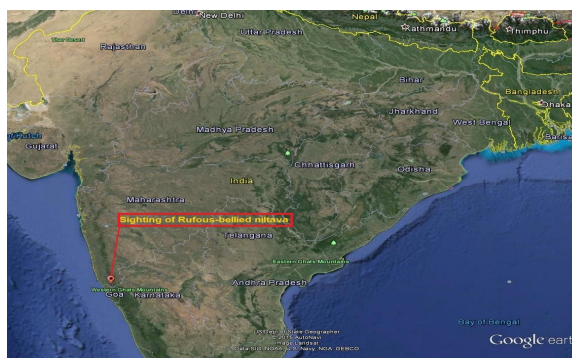 Delhi
New Delhi
Nepal
Kathmandu
Thimphu
Uttar Pradesh
Rajasthan
Thar Desert
Bihar
Bangladesh
Dhaka
Jharkhand
West Bengal
Barisa
Madhya Pradesh
Gujarat
Chhattisgarh
Odisha
India
Maharashtra
Sighting of Rufous-bellied niltava
Telangana
Eastern Ghats Mountains
Andhra Pradesh
Western Ghats Mountains
Goa
Karnataka
Bay of Bengal
US Dept of State Geographer
© 2015 AutoNavi
Image Landsat
Data SIO, NOAA, U.S. Navy, NGA, GEBCO
Google eart